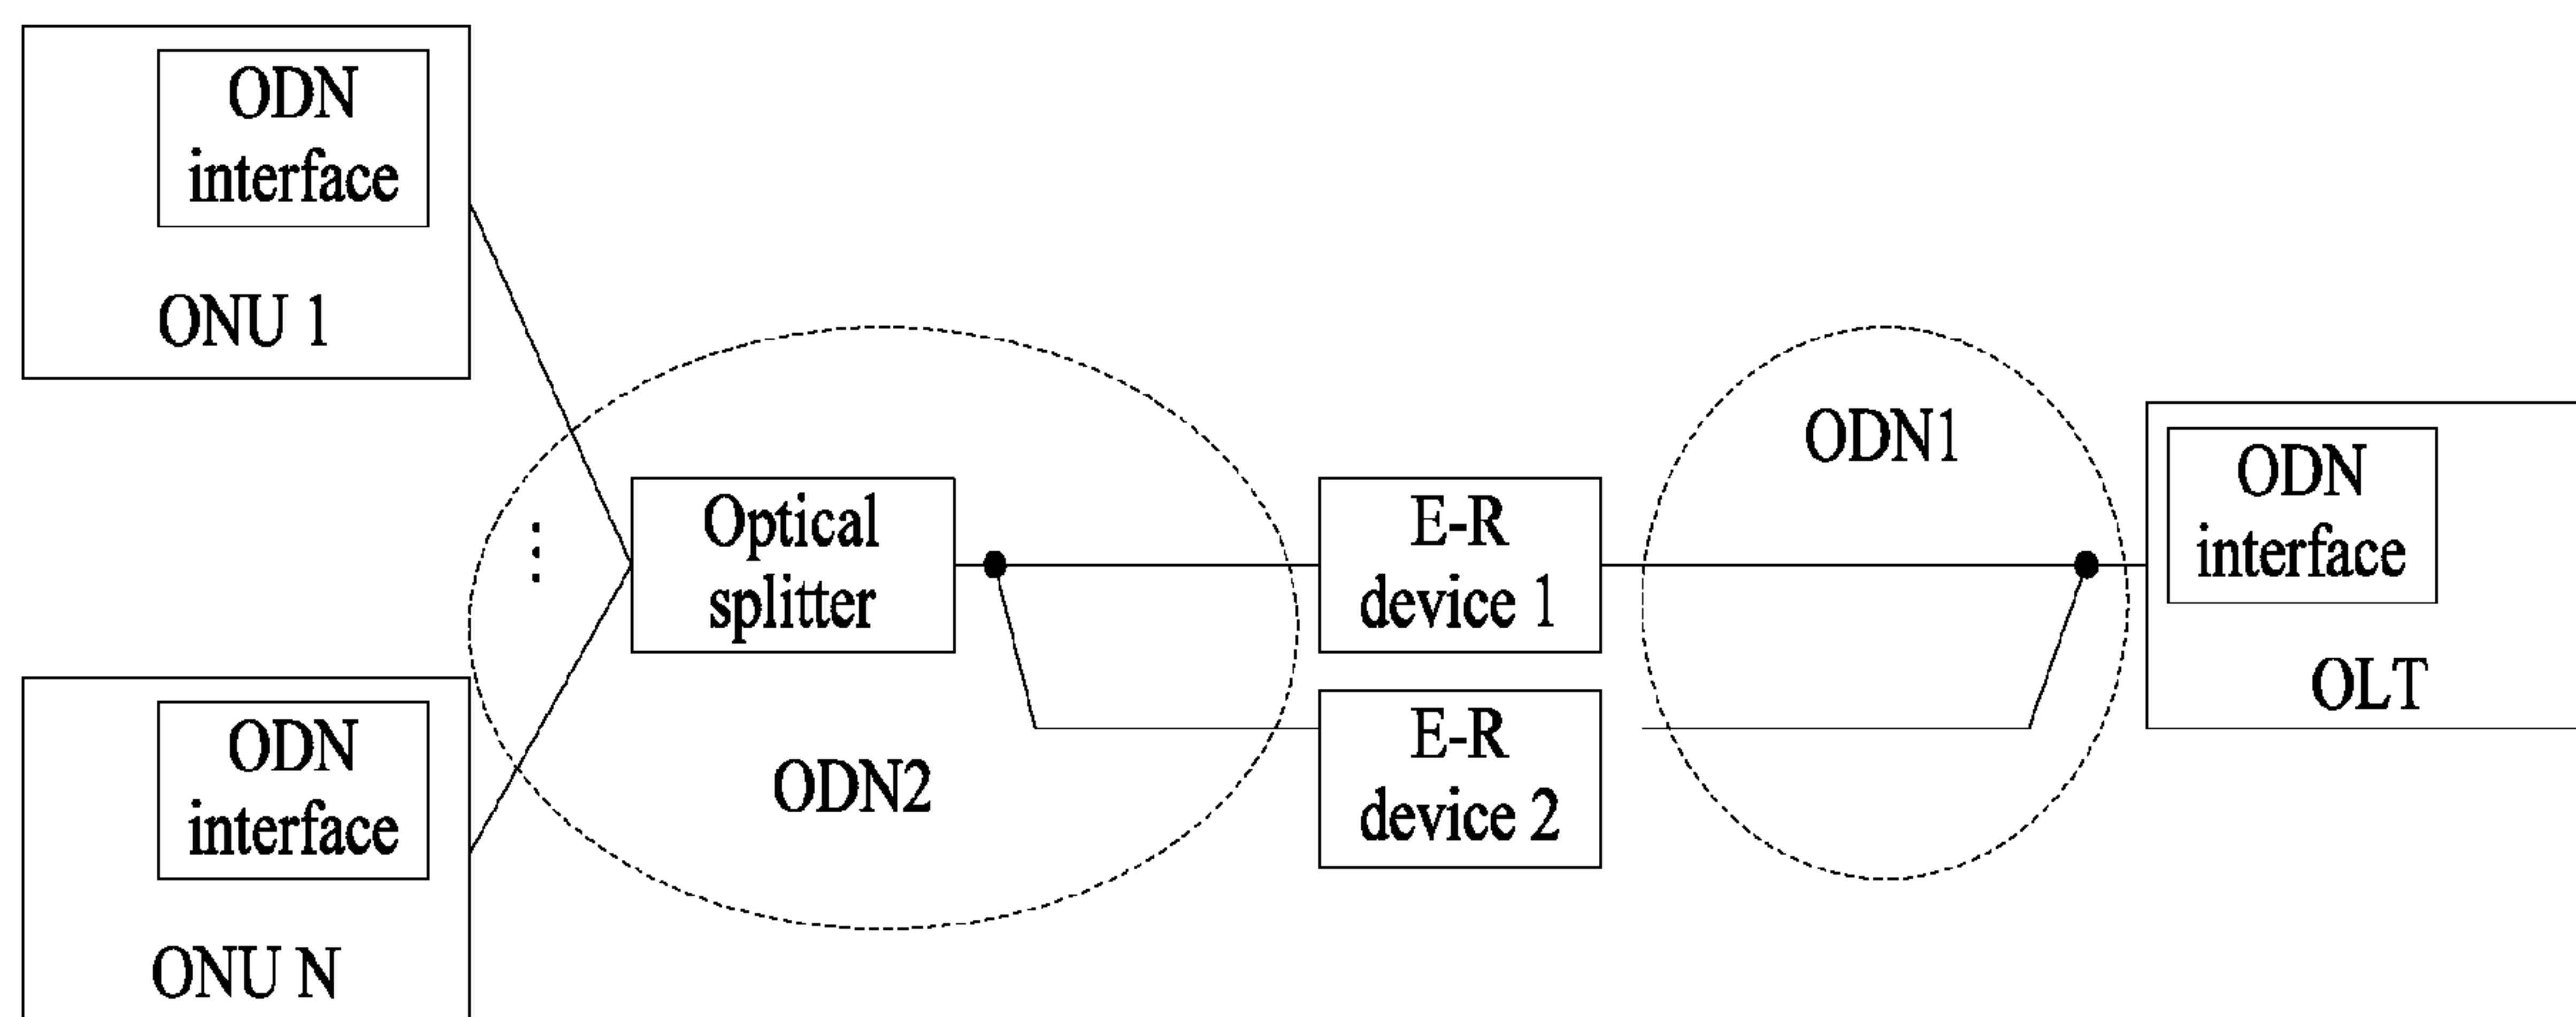 ODN
interface
ONU 1
ODN
interface
ONU N
Optical
splitter
ODN2
E-R
device 1
E-R
device 2
ODN1
ODN
interface
OLT